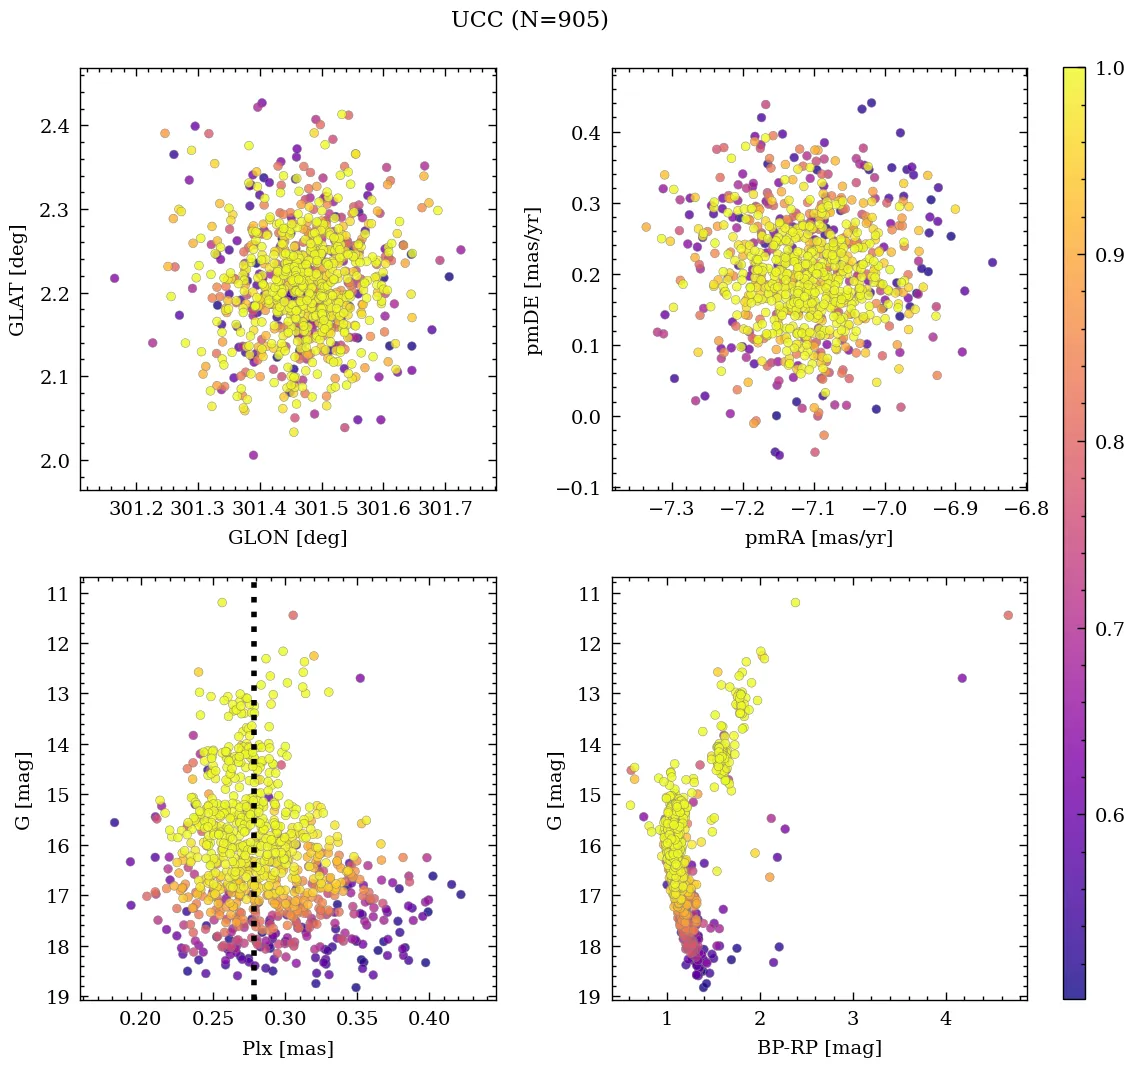 UCC (N=905)
2.4
2.3
2.2
2.1
2.0
GLAT [deg]
301.2 301.3 301.4 301.5 301.6 301.7
GLON [deg]
0.4
0.3
0.2
0.1
0.0
−0.1
pmDE [mas/yr]
−7.3 −7.2 −7.1 −7.0 −6.9 −6.8
pmRA [mas/yr]
11
12
13
14
15
16
17
18
19
G [mag]
0.20 0.25 0.30 0.35 0.40
Plx [mas]
11
12
13
14
15
16
17
18
19
G [mag]
1 2 3 4
BP-RP [mag]
1.0
0.9
0.8
0.7
0.6